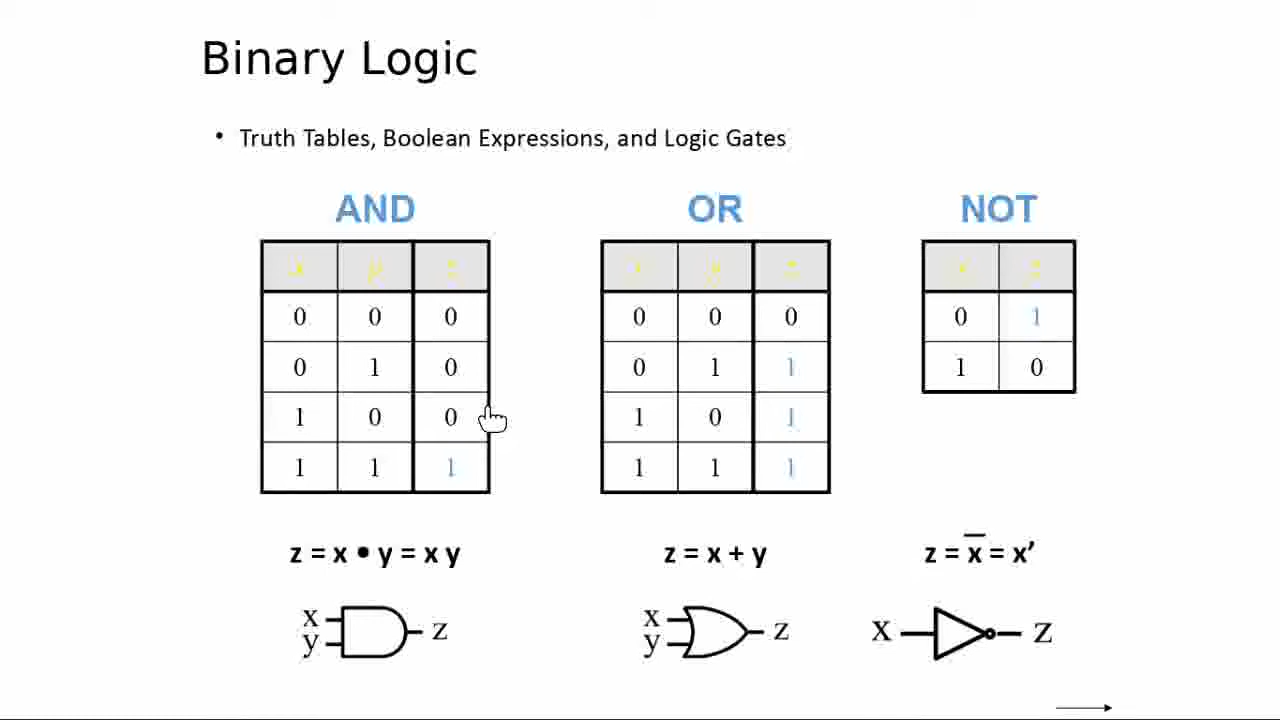 Binary Logic
• Truth Tables, Boolean Expressions, and Logic Gates
AND OR NOT
x y z x y z x z
0 0 0 0 0 0 0 1
0 1 0 0 1 1 1 0
1 0 0 1 0 1
1 1 1 1 1 1
z = x • y = x y z = x + y z = x̅ = x’
x y z x y z x z